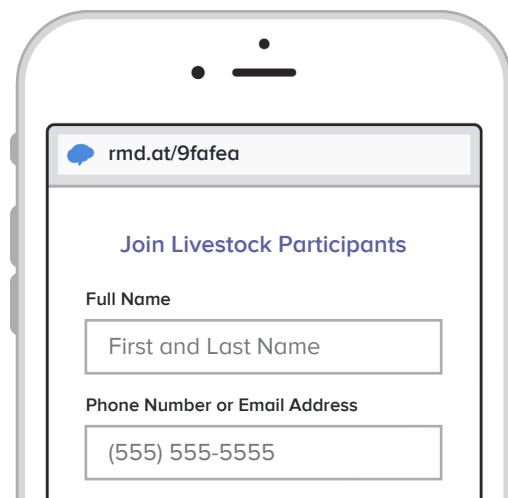 rmd.at/9fafea
Join Livestock Participants
Full Name
First and Last Name
Phone Number or Email Address
(555) 555-5555